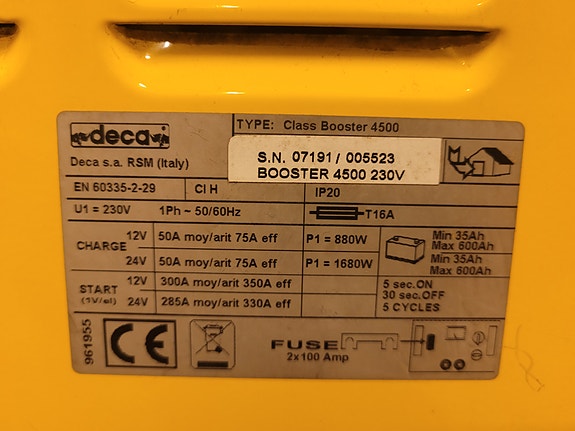 deca
TYPE: Class Booster 4500
Deca s.a. RSM (Italy)
S.N. 07191 / 005523
BOOSTER 4500 230V
EN 60335-2-29 Cl H IP20
U1 = 230V 1Ph ~ 50/60Hz T16A
CHARGE 12V 50A moy/arit 75A eff P1 = 880W Min 35Ah Max 600Ah
24V 50A moy/arit 75A eff P1 = 1680W Min 35Ah Max 600Ah
START (1V/el) 12V 300A moy/arit 350A eff 5 sec.ON
24V 285A moy/arit 330A eff 30 sec.OFF
5 CYCLES
961955
CE
FUSE
2x100 Amp